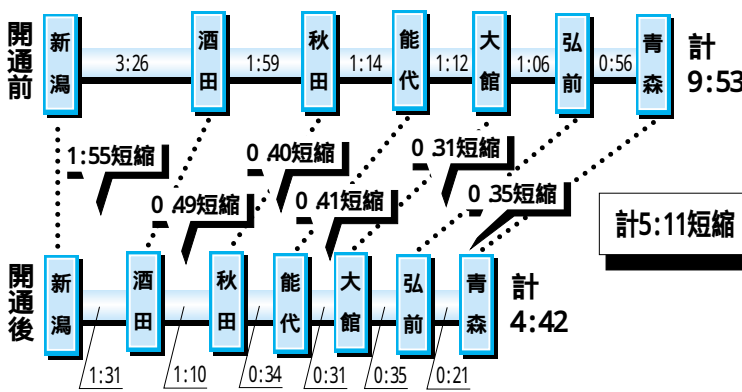 開通前
新潟
3:26
酒田
1:59
秋田
1:14
能代
1:12
大館
1:06
弘前
0:56
青森
計
9:53
1:55短縮
0:49短縮
0:40短縮
0:41短縮
0:31短縮
0:35短縮
計5:11短縮
開通後
新潟
1:31
酒田
1:10
秋田
0:34
能代
0:31
大館
0:35
弘前
0:21
青森
計
4:42